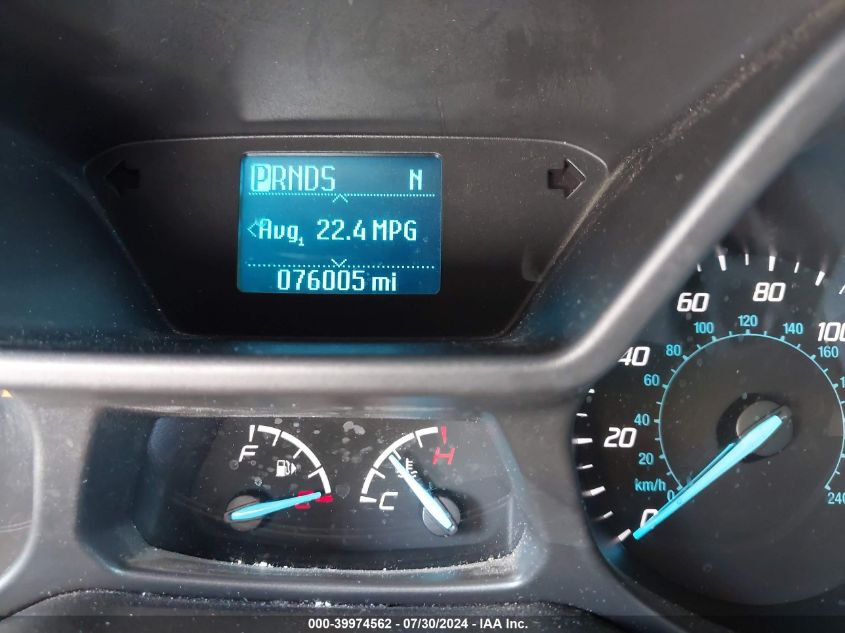 PRNDS N
Avg1 22.4 MPG
076005 mi
F
E
H
C
0 20 40 60 80 100
km/h
0 20 40 60 80 100 120 140 160 240
000-39974562 / 07/30/2024 - IAA Inc.